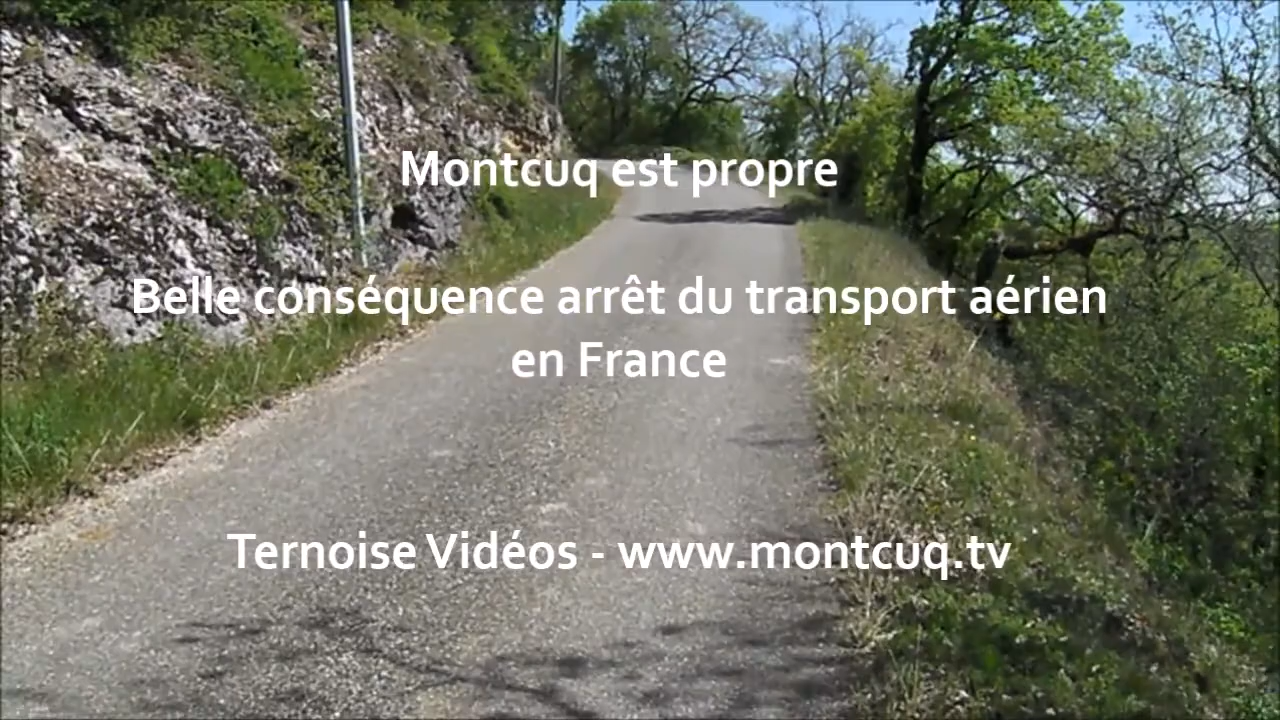 Montcuq est propre
Belle conséquence arrêt du transport aérien
en France
Ternoise Vidéos - www.montcuq.tv